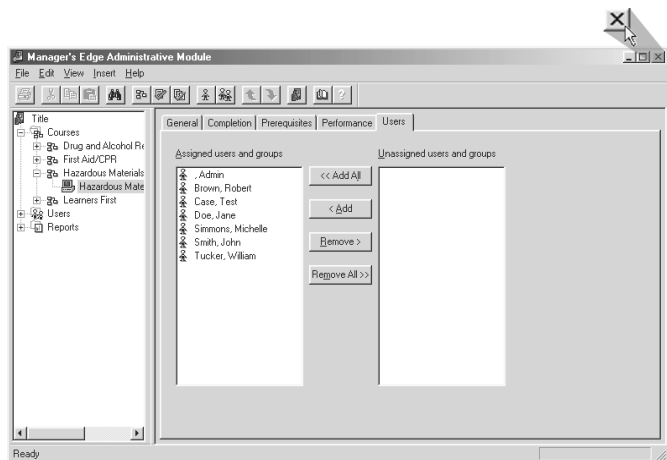 Manager's Edge Administrative Module
File Edit View Insert Help
Title
Courses
Drug and Alcohol Re
First Aid/CPR
Hazardous Materials
Hazardous Mate
Learners First
Users
Reports
General Completion Prerequisites Performance Users
Assigned users and groups
Unassigned users and groups
, Admin
Brown, Robert
Case, Test
Doe, Jane
Simmons, Michelle
Smith, John
Tucker, William
<< Add All
< Add
Remove >
Remove All >>
Ready